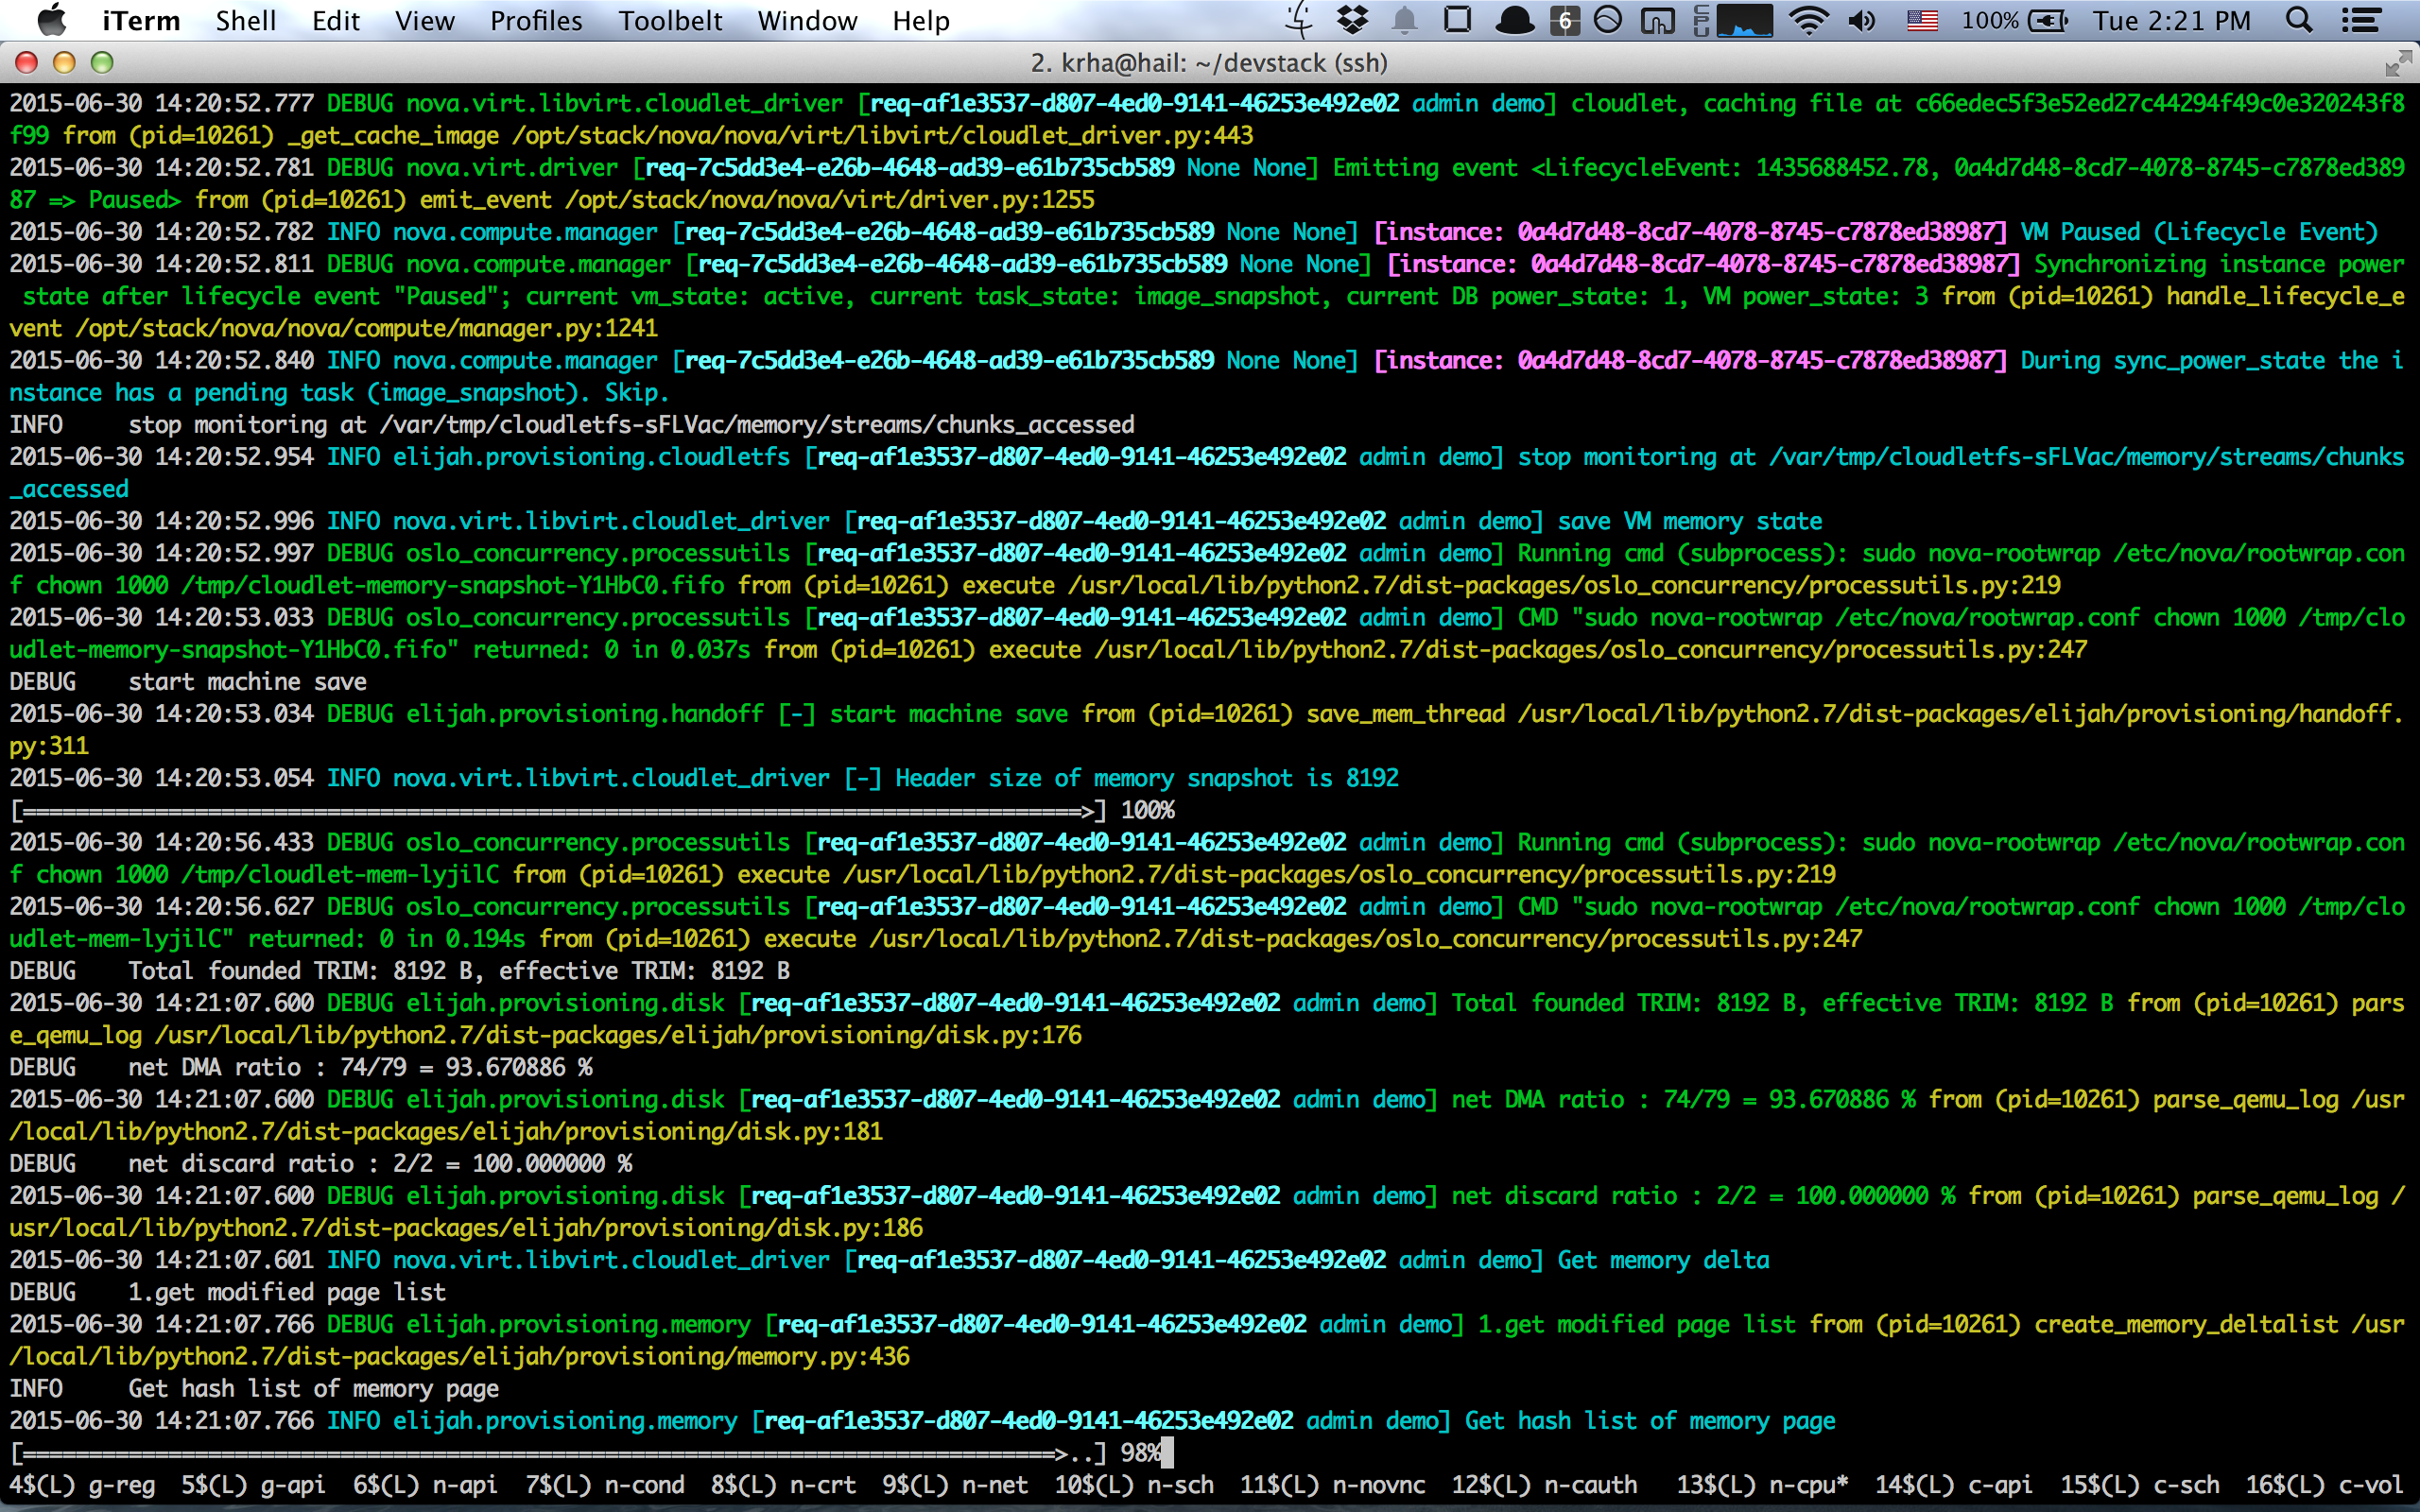 iTerm Shell Edit View Profiles Toolbelt Window Help 6 CPU 100% Tue 2:21 PM
2. krha@hail: ~/devstack (ssh)
2015-06-30 14:20:52.777 DEBUG nova.virt.libvirt.cloudlet_driver [req-af1e3537-d807-4ed0-9141-46253e492e02 admin demo] cloudlet, caching file at c66edec5f3e52ed27c44294f49c0e320243f8
f99 from (pid=10261) _get_cache_image /opt/stack/nova/nova/virt/libvirt/cloudlet_driver.py:443
2015-06-30 14:20:52.781 DEBUG nova.virt.driver [req-7c5dd3e4-e26b-4648-ad39-e61b735cb589 None None] Emitting event <LifecycleEvent: 1435688452.78, 0a4d7d48-8cd7-4078-8745-c7878ed389
87 => Paused> from (pid=10261) emit_event /opt/stack/nova/nova/virt/driver.py:1255
2015-06-30 14:20:52.782 INFO nova.compute.manager [req-7c5dd3e4-e26b-4648-ad39-e61b735cb589 None None] [instance: 0a4d7d48-8cd7-4078-8745-c7878ed38987] VM Paused (Lifecycle Event)
2015-06-30 14:20:52.811 DEBUG nova.compute.manager [req-7c5dd3e4-e26b-4648-ad39-e61b735cb589 None None] [instance: 0a4d7d48-8cd7-4078-8745-c7878ed38987] Synchronizing instance power
 state after lifecycle event "Paused"; current vm_state: active, current task_state: image_snapshot, current DB power_state: 1, VM power_state: 3 from (pid=10261) handle_lifecycle_e
vent /opt/stack/nova/nova/compute/manager.py:1241
2015-06-30 14:20:52.840 INFO nova.compute.manager [req-7c5dd3e4-e26b-4648-ad39-e61b735cb589 None None] [instance: 0a4d7d48-8cd7-4078-8745-c7878ed38987] During sync_power_state the i
nstance has a pending task (image_snapshot). Skip.
INFO     stop monitoring at /var/tmp/cloudletfs-sFLVac/memory/streams/chunks_accessed
2015-06-30 14:20:52.954 INFO elijah.provisioning.cloudletfs [req-af1e3537-d807-4ed0-9141-46253e492e02 admin demo] stop monitoring at /var/tmp/cloudletfs-sFLVac/memory/streams/chunks
_accessed
2015-06-30 14:20:52.996 INFO nova.virt.libvirt.cloudlet_driver [req-af1e3537-d807-4ed0-9141-46253e492e02 admin demo] save VM memory state
2015-06-30 14:20:52.997 DEBUG oslo_concurrency.processutils [req-af1e3537-d807-4ed0-9141-46253e492e02 admin demo] Running cmd (subprocess): sudo nova-rootwrap /etc/nova/rootwrap.con
f chown 1000 /tmp/cloudlet-memory-snapshot-Y1HbC0.fifo from (pid=10261) execute /usr/local/lib/python2.7/dist-packages/oslo_concurrency/processutils.py:219
2015-06-30 14:20:53.033 DEBUG oslo_concurrency.processutils [req-af1e3537-d807-4ed0-9141-46253e492e02 admin demo] CMD "sudo nova-rootwrap /etc/nova/rootwrap.conf chown 1000 /tmp/clo
udlet-memory-snapshot-Y1HbC0.fifo" returned: 0 in 0.037s from (pid=10261) execute /usr/local/lib/python2.7/dist-packages/oslo_concurrency/processutils.py:247
DEBUG    start machine save
2015-06-30 14:20:53.034 DEBUG elijah.provisioning.handoff [-] start machine save from (pid=10261) save_mem_thread /usr/local/lib/python2.7/dist-packages/elijah/provisioning/handoff.
py:311
2015-06-30 14:20:53.054 INFO nova.virt.libvirt.cloudlet_driver [-] Header size of memory snapshot is 8192
[================================================================================>] 100%
2015-06-30 14:20:56.433 DEBUG oslo_concurrency.processutils [req-af1e3537-d807-4ed0-9141-46253e492e02 admin demo] Running cmd (subprocess): sudo nova-rootwrap /etc/nova/rootwrap.con
f chown 1000 /tmp/cloudlet-mem-lyjilC from (pid=10261) execute /usr/local/lib/python2.7/dist-packages/oslo_concurrency/processutils.py:219
2015-06-30 14:20:56.627 DEBUG oslo_concurrency.processutils [req-af1e3537-d807-4ed0-9141-46253e492e02 admin demo] CMD "sudo nova-rootwrap /etc/nova/rootwrap.conf chown 1000 /tmp/clo
udlet-mem-lyjilC" returned: 0 in 0.194s from (pid=10261) execute /usr/local/lib/python2.7/dist-packages/oslo_concurrency/processutils.py:247
DEBUG    Total founded TRIM: 8192 B, effective TRIM: 8192 B
2015-06-30 14:21:07.600 DEBUG elijah.provisioning.disk [req-af1e3537-d807-4ed0-9141-46253e492e02 admin demo] Total founded TRIM: 8192 B, effective TRIM: 8192 B from (pid=10261) pars
e_qemu_log /usr/local/lib/python2.7/dist-packages/elijah/provisioning/disk.py:176
DEBUG    net DMA ratio : 74/79 = 93.670886 %
2015-06-30 14:21:07.600 DEBUG elijah.provisioning.disk [req-af1e3537-d807-4ed0-9141-46253e492e02 admin demo] net DMA ratio : 74/79 = 93.670886 % from (pid=10261) parse_qemu_log /usr
/local/lib/python2.7/dist-packages/elijah/provisioning/disk.py:181
DEBUG    net discard ratio : 2/2 = 100.000000 %
2015-06-30 14:21:07.600 DEBUG elijah.provisioning.disk [req-af1e3537-d807-4ed0-9141-46253e492e02 admin demo] net discard ratio : 2/2 = 100.000000 % from (pid=10261) parse_qemu_log /
usr/local/lib/python2.7/dist-packages/elijah/provisioning/disk.py:186
2015-06-30 14:21:07.601 INFO nova.virt.libvirt.cloudlet_driver [req-af1e3537-d807-4ed0-9141-46253e492e02 admin demo] Get memory delta
DEBUG    1.get modified page list
2015-06-30 14:21:07.766 DEBUG elijah.provisioning.memory [req-af1e3537-d807-4ed0-9141-46253e492e02 admin demo] 1.get modified page list from (pid=10261) create_memory_deltalist /usr
/local/lib/python2.7/dist-packages/elijah/provisioning/memory.py:436
INFO     Get hash list of memory page
2015-06-30 14:21:07.766 INFO elijah.provisioning.memory [req-af1e3537-d807-4ed0-9141-46253e492e02 admin demo] Get hash list of memory page
[==============================================================================>..] 98%
4$(L) g-reg  5$(L) g-api  6$(L) n-api  7$(L) n-cond  8$(L) n-crt  9$(L) n-net  10$(L) n-sch  11$(L) n-novnc  12$(L) n-cauth   13$(L) n-cpu*  14$(L) c-api  15$(L) c-sch  16$(L) c-vol